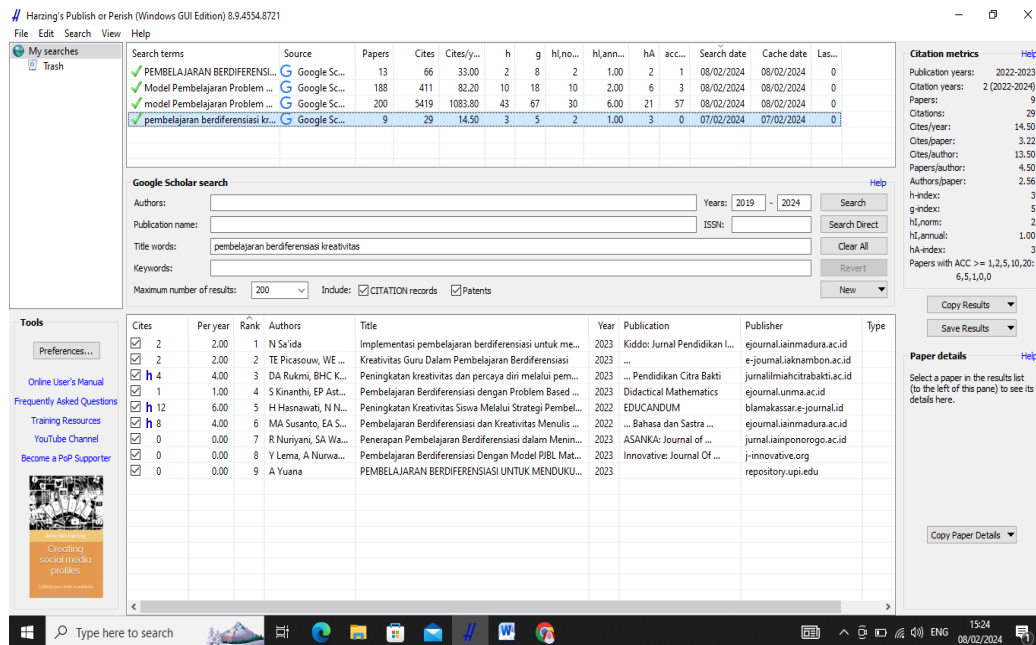 Harzing's Publish or Perish (Windows GUI Edition) 8.9.4554.8721
File Edit Search View Help
My searches
Trash
Search terms Source Papers Cites Cites/y... h g hI,no... hI,ann... hA acc... Search date Cache date Las...
PEMBELAJARAN BERDIFERENSI... Google Sc... 13 66 33.00 2 8 2 1.00 2 1 08/02/2024 08/02/2024 0
Model Pembelajaran Problem ... Google Sc... 188 411 82.20 10 18 10 2.00 6 3 08/02/2024 08/02/2024 0
model Pembelajaran Problem ... Google Sc... 200 5419 1083.80 43 67 30 6.00 21 57 08/02/2024 08/02/2024 0
pembelajaran berdiferensiasi kr... Google Sc... 9 29 14.50 3 5 2 1.00 3 0 07/02/2024 07/02/2024 0
Google Scholar search Help
Authors: Years: 2019 - 2024 Search
Publication name: ISSN: Search Direct
Title words: pembelajaran berdiferensiasi kreativitas Clear All
Keywords: Revert
Maximum number of results: 200 Include: CITATION records Patents New
Cites Per year Rank Authors Title Year Publication Publisher Type
2 2.00 1 N Sa'ida Implementasi pembelajaran berdiferensiasi untuk me... 2023 Kiddo: Jurnal Pendidikan I... ejournal.iainmadura.ac.id
2 2.00 2 TE Picasouw, WE ... Kreativitas Guru Dalam Pembelajaran Berdiferensiasi 2023 ... e-journal.iaknambon.ac.id
h 4 4.00 3 DA Rukmi, BHC K... Peningkatan kreativitas dan percaya diri melalui pem... 2023 ... Pendidikan Citra Bakti jurnalilmiahcitrabakti.ac.id
1 1.00 4 S Kinanthi, EP Ast... Pembelajaran Berdiferensiasi dengan Problem Based ... 2023 Didactical Mathematics ejournal.unma.ac.id
h 12 6.00 5 H Hasnawati, N N... Peningkatan Kreativitas Siswa Melalui Strategi Pembel... 2022 EDUCANDUM blamakassar.e-journal.id
h 8 4.00 6 MA Susanto, EA S... Pembelajaran Berdiferensiasi dan Kreativitas Menulis ... 2022 ... Bahasa dan Sastra ... ejournal.uinmadura.ac.id
0 0.00 7 R Nuriyani, SA Wa... Penerapan Pembelajaran Berdiferensiasi dalam Menin... 2023 ASANKA: Journal of ... jurnal.iainponorogo.ac.id
0 0.00 8 Y Lema, A Nurwa... Pembelajaran Berdiferensiasi Dengan Model PJBL Mat... 2023 Innovative: Journal Of ... j-innovative.org
0 0.00 9 A Yuana PEMBELAJARAN BERDIFERENSIASI UNTUK MENDUKU... 2023 repository.upi.edu
Citation metrics Help
Publication years: 2022-2023
Citation years: 2 (2022-2024)
Papers: 9
Citations: 29
Cites/year: 14.50
Cites/paper: 3.22
Cites/author: 13.50
Papers/author: 4.50
Authors/paper: 2.56
h-index: 3
g-index: 5
hI,norm: 2
hI,annual: 1.00
hA-index: 3
Papers with ACC >= 1,2,5,10,20:
6,5,1,0,0
Copy Results
Save Results
Paper details Help
Select a paper in the results list
(to the left of this pane) to see its
details here.
Copy Paper Details
Tools
Preferences...
Online User's Manual
Frequently Asked Questions
Training Resources
YouTube Channel
Become a PoP Supporter
Creating
social media
profiles
Type here to search
ENG
15:24
08/02/2024